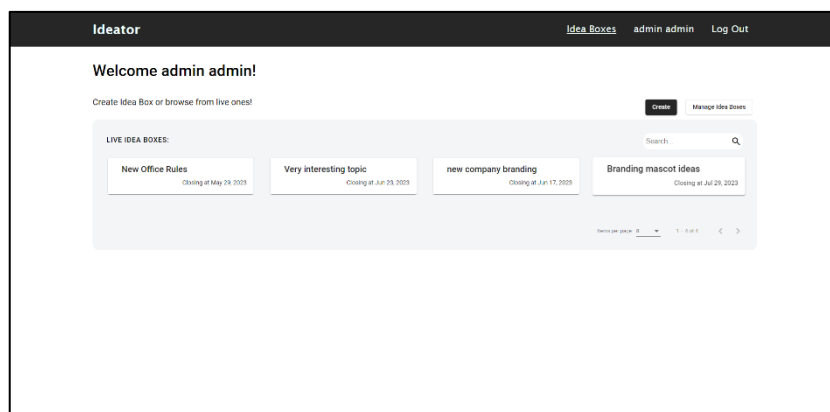 Ideator
Idea Boxes admin admin Log Out
Welcome admin admin!
Create Idea Box or browse from live ones!
Create Manage Idea Boxes
LIVE IDEA BOXES:
Search...
New Office Rules
Closing at May 29, 2023
Very interesting topic
Closing at Jun 23, 2023
new company branding
Closing at Jun 17, 2023
Branding mascot ideas
Closing at Jul 29, 2023
Items per page